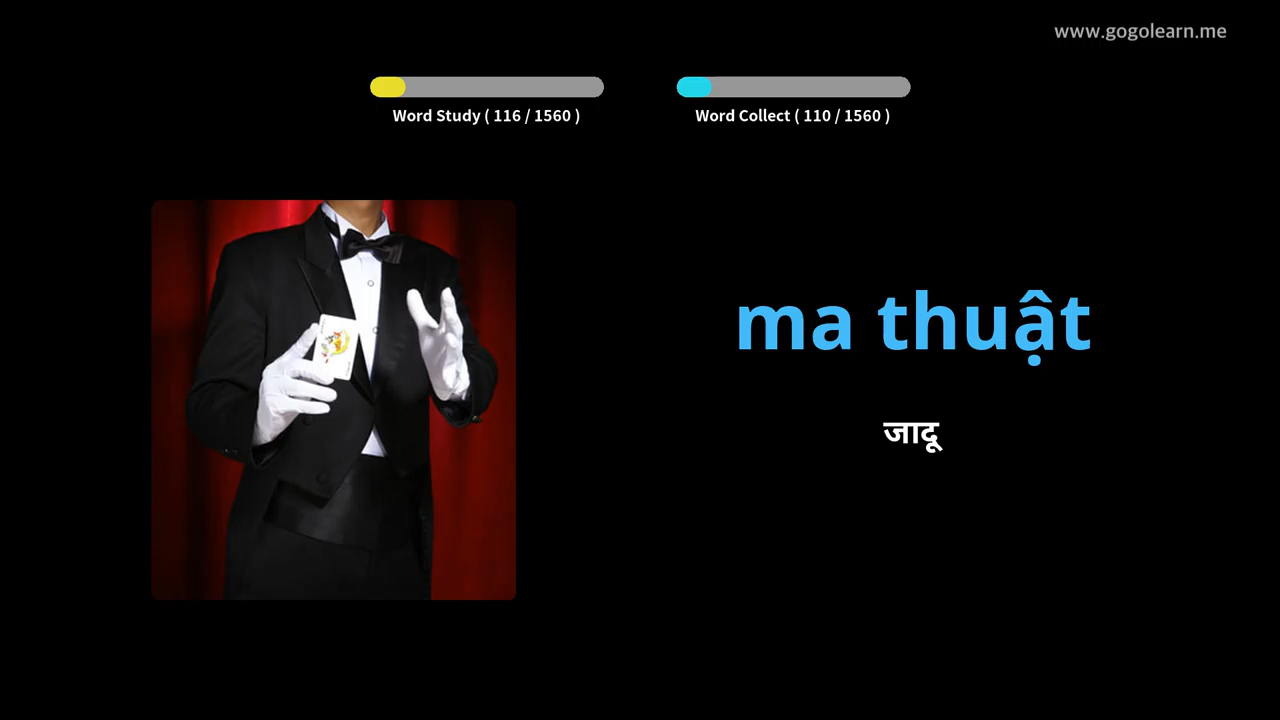 www.gogolearn.me
Word Study ( 116 / 1560 )
Word Collect ( 110 / 1560 )
ma thuật
जादू